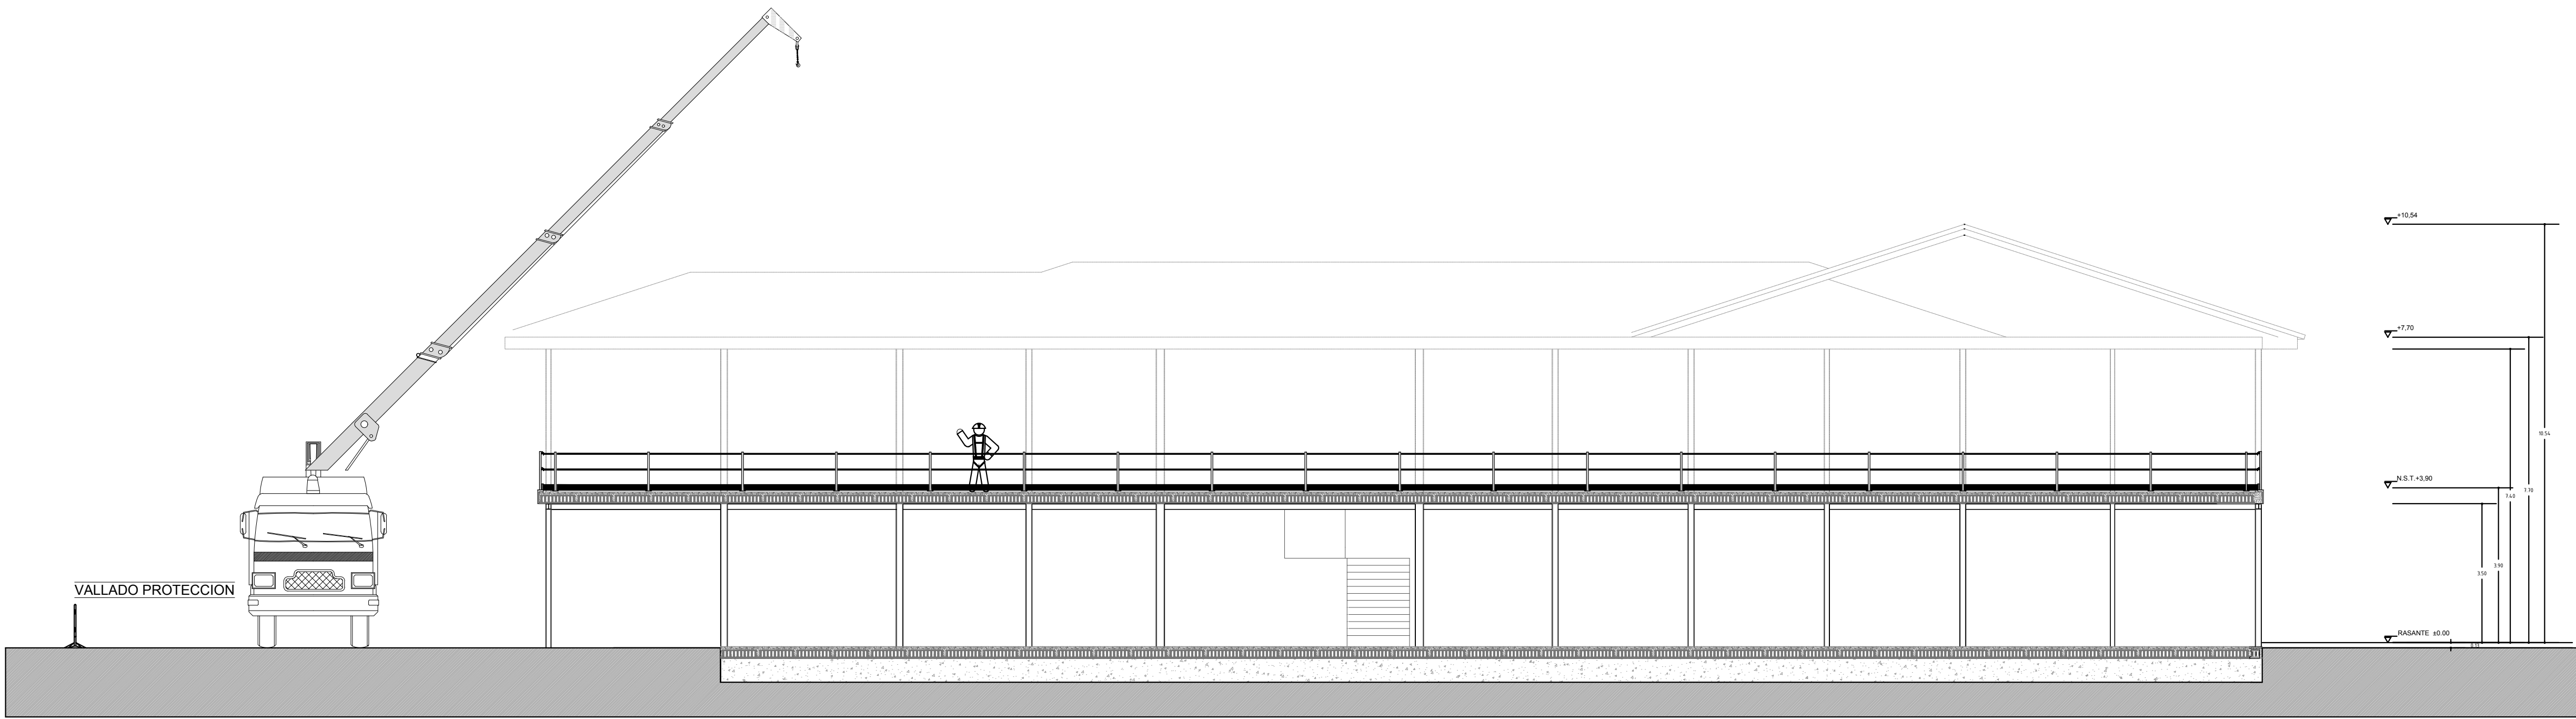 +10,54
+7,70
10.54
N.S.T.+3,90
7.40
7.70
3.50
3.90
VALLADO PROTECCION
RASANTE ±0.00